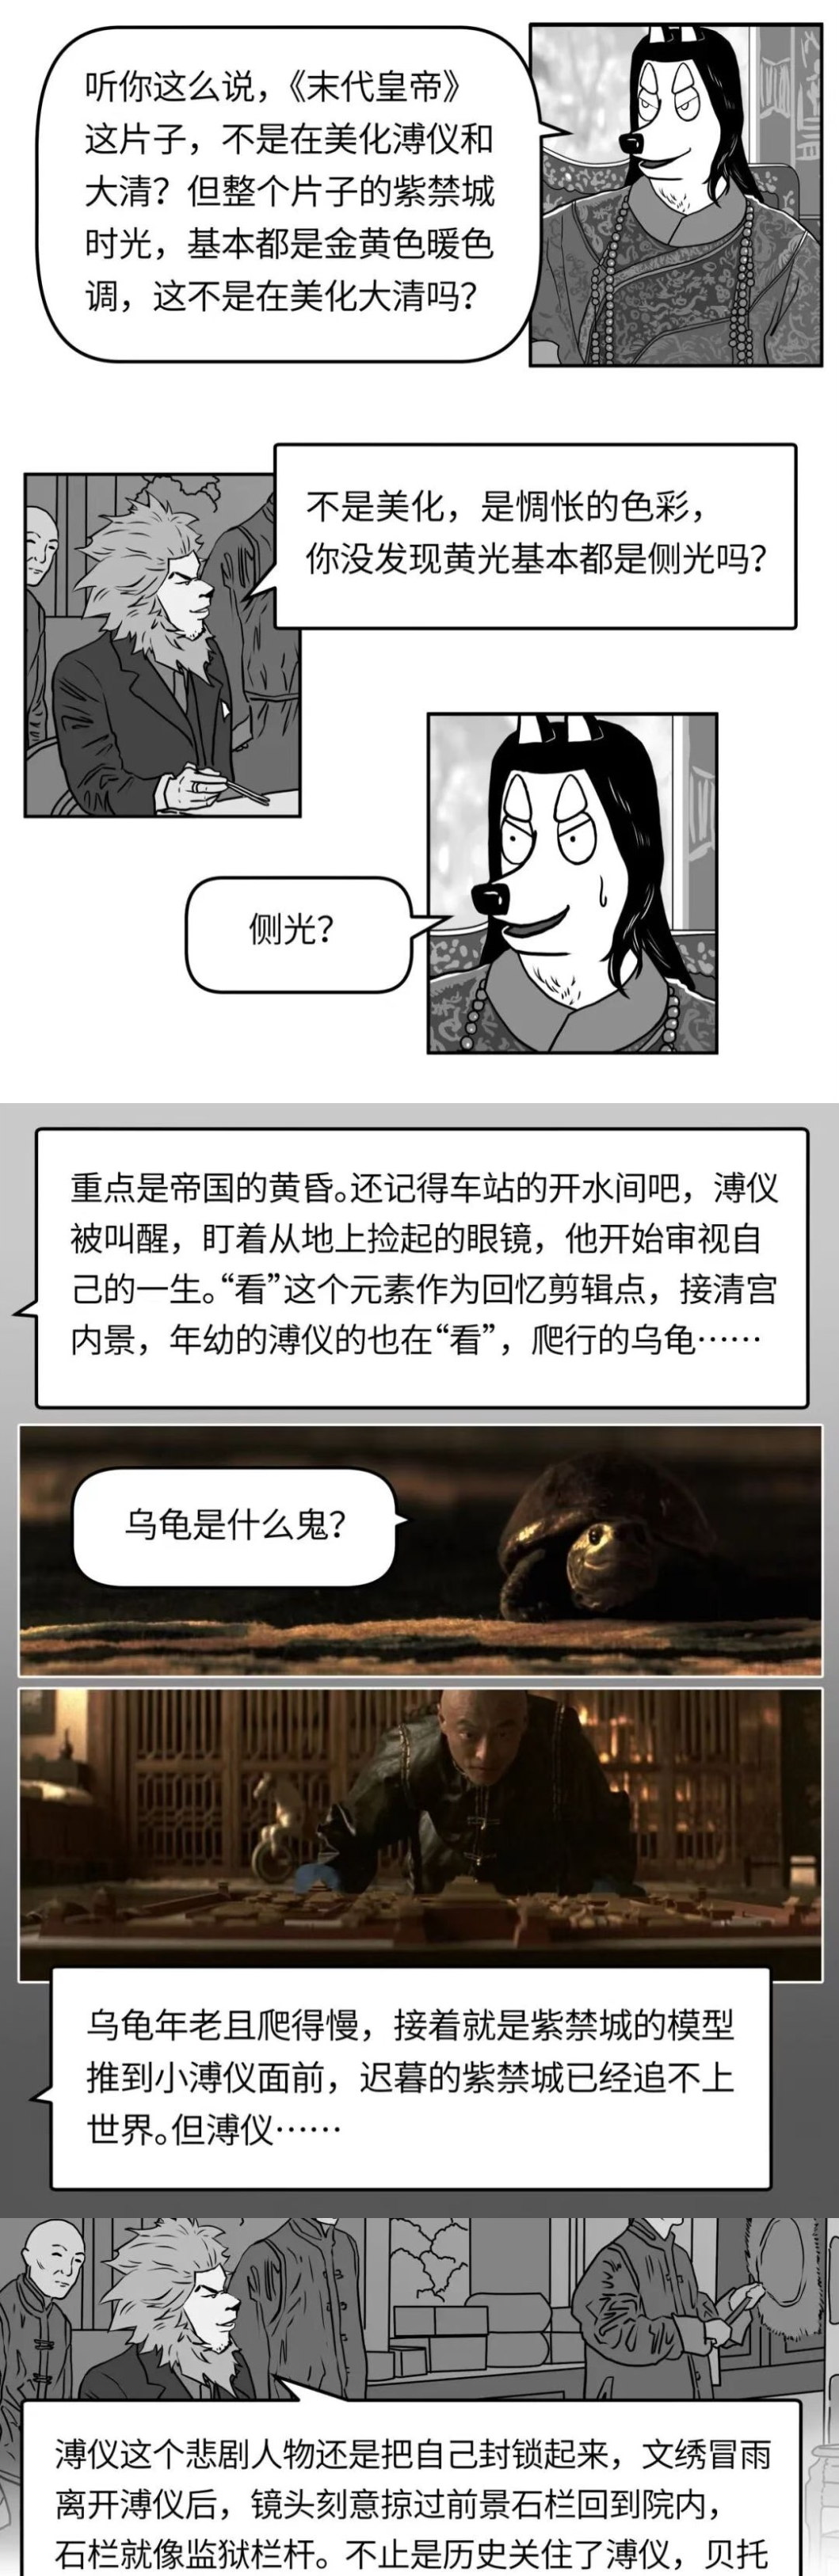 听你这么说，《末代皇帝》
这片子，不是在美化溥仪和
大清？但整个片子的紫禁城
时光，基本都是金黄色暖色
调，这不是在美化大清吗？
不是美化，是惆怅的色彩，
你没发现黄光基本都是侧光吗？
侧光？
重点是帝国的黄昏。还记得车站的开水间吧，溥仪
被叫醒，盯着从地上捡起的眼镜，他开始审视自
己的一生。“看”这个元素作为回忆剪辑点，接清宫
内景，年幼的溥仪的也在“看”，爬行的乌龟……
乌龟是什么鬼？
乌龟年老且爬得慢，接着就是紫禁城的模型
推到小溥仪面前，迟暮的紫禁城已经追不上
世界。但溥仪……
溥仪这个悲剧人物还是把自己封锁起来，文绣冒雨
离开溥仪后，镜头刻意掠过前景石栏回到院内，
石栏就像监狱栏杆。不止是历史关住了溥仪，贝托